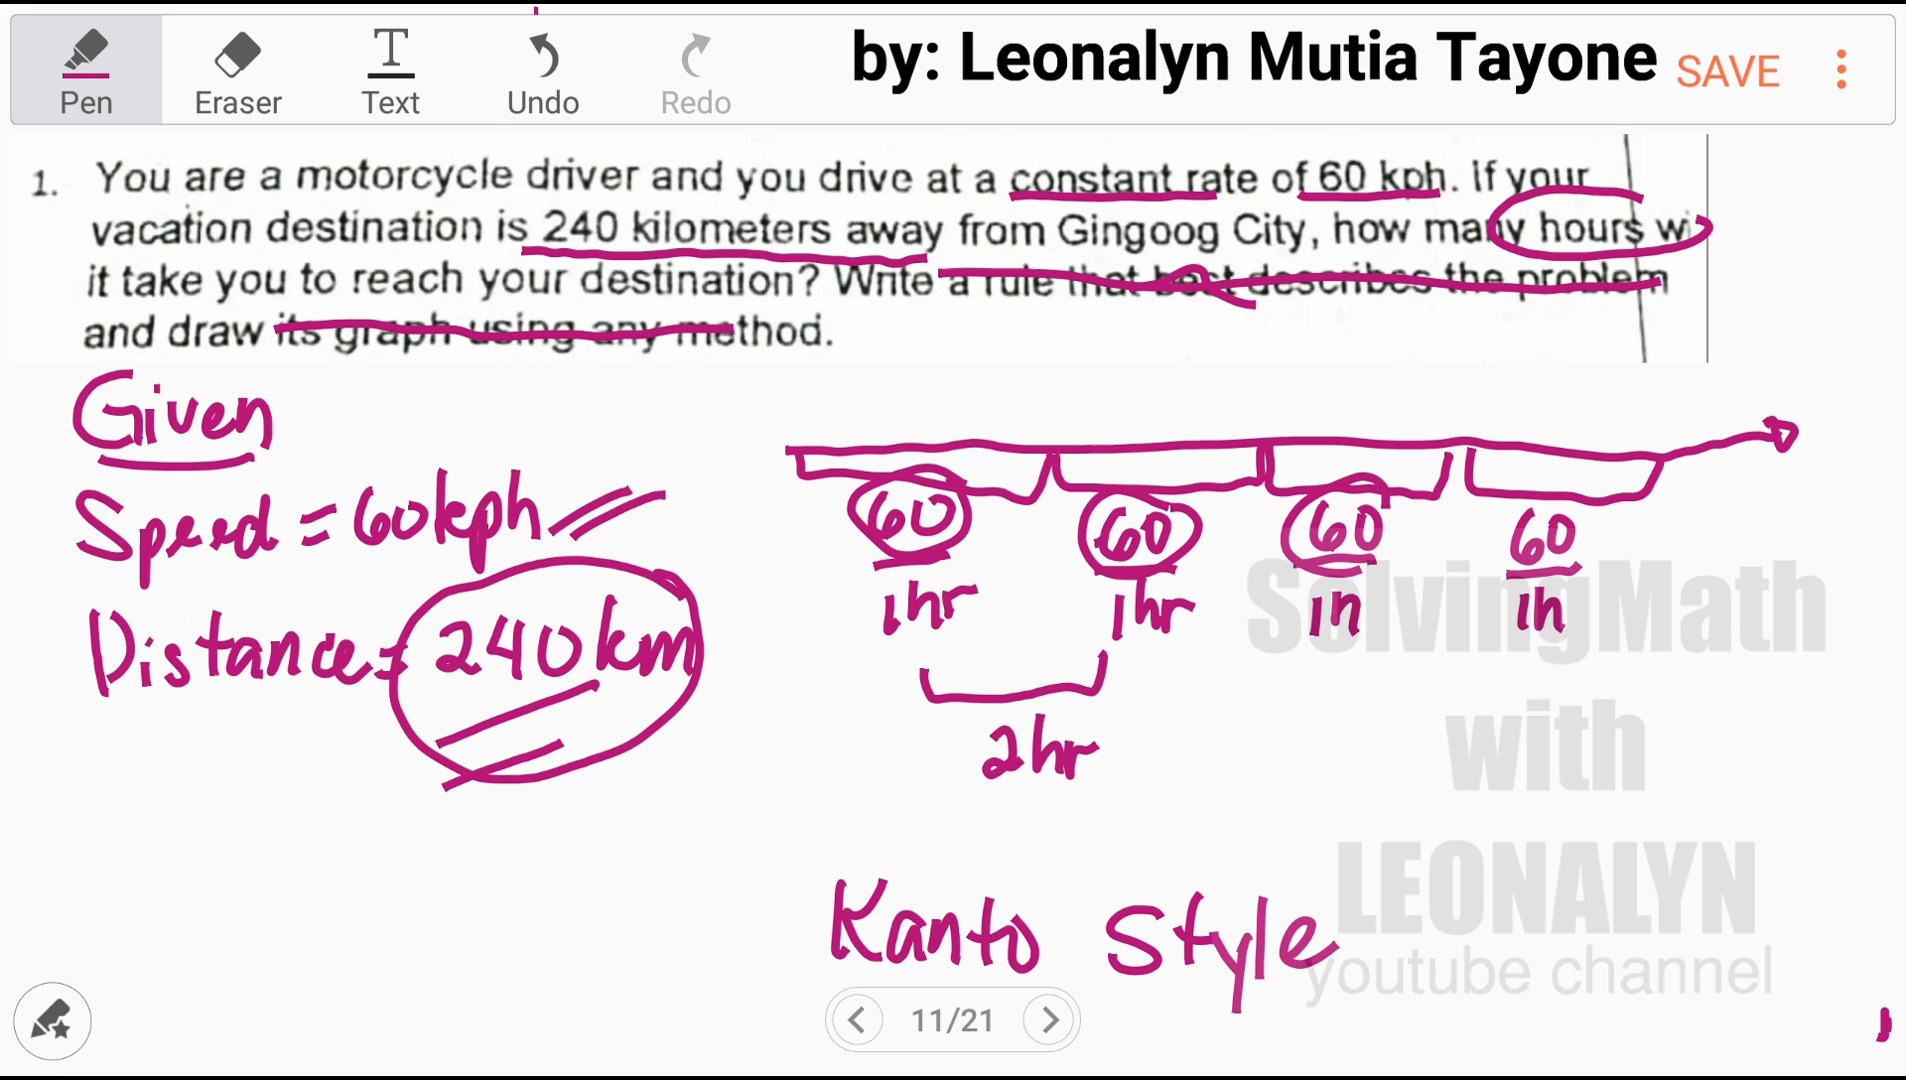 Pen
Eraser
Text
Undo
Redo
by: Leonalyn Mutia Tayone
SAVE
1. You are a motorcycle driver and you drive at a constant rate of 60 kph. If your
vacation destination is 240 kilometers away from Gingoog City, how many hours wi
it take you to reach your destination? Write a rule that best describes the problem
and draw its graph using any method.
Given
Speed = 60kph
Distance = 240km
60 60 60 60
1hr 1hr 1h 1h
2hr
Kanto Style
SolvingMath
with
LEONALYN
youtube channel
11/21